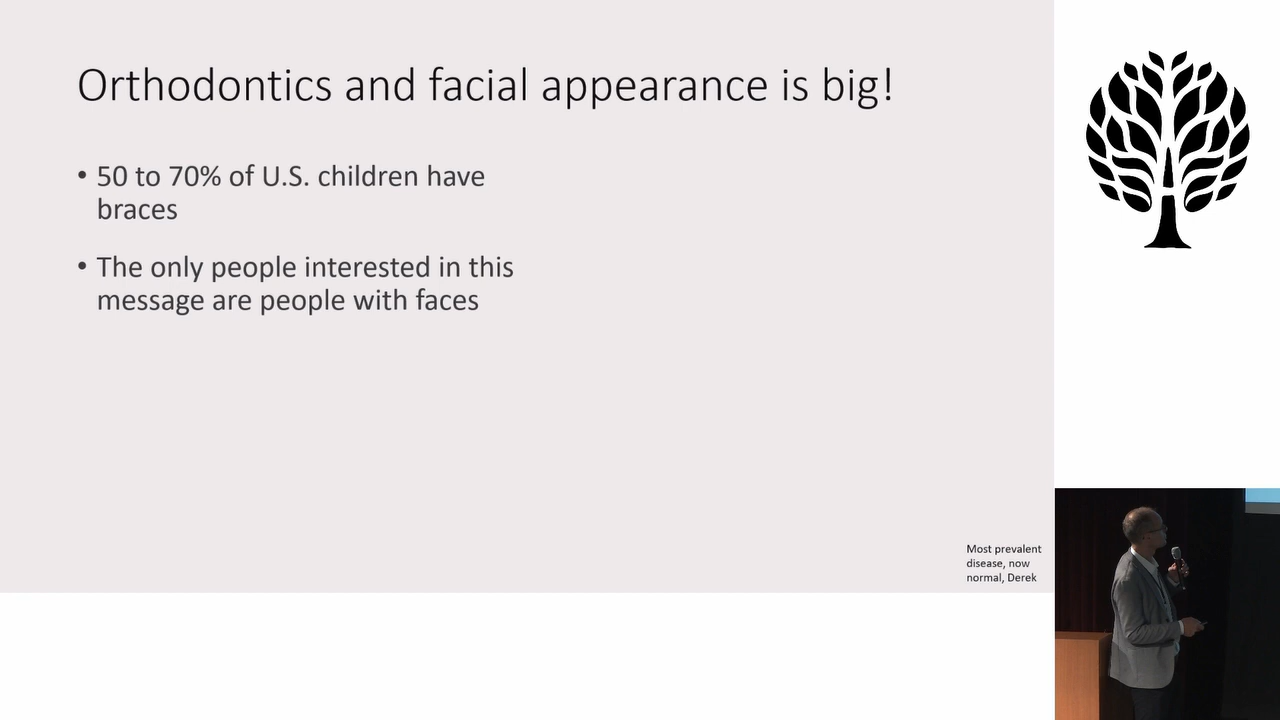 Orthodontics and facial appearance is big!
• 50 to 70% of U.S. children have
braces
• The only people interested in this
message are people with faces
Most prevalent
disease, now
normal, Derek